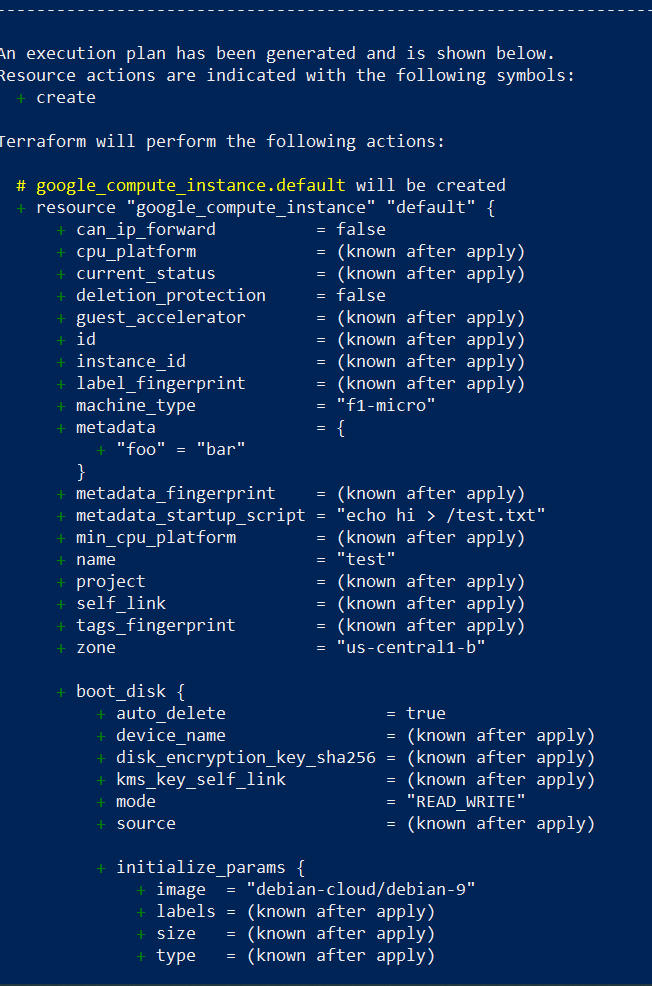 --------------------------------------------------------------------------
An execution plan has been generated and is shown below.
Resource actions are indicated with the following symbols:
  + create

Terraform will perform the following actions:

  # google_compute_instance.default will be created
  + resource "google_compute_instance" "default" {
      + can_ip_forward          = false
      + cpu_platform            = (known after apply)
      + current_status          = (known after apply)
      + deletion_protection     = false
      + guest_accelerator       = (known after apply)
      + id                      = (known after apply)
      + instance_id             = (known after apply)
      + label_fingerprint       = (known after apply)
      + machine_type            = "f1-micro"
      + metadata                = {
          + "foo" = "bar"
        }
      + metadata_fingerprint    = (known after apply)
      + metadata_startup_script = "echo hi > /test.txt"
      + min_cpu_platform        = (known after apply)
      + name                    = "test"
      + project                 = (known after apply)
      + self_link               = (known after apply)
      + tags_fingerprint        = (known after apply)
      + zone                    = "us-central1-b"

      + boot_disk {
          + auto_delete                = true
          + device_name                = (known after apply)
          + disk_encryption_key_sha256 = (known after apply)
          + kms_key_self_link          = (known after apply)
          + mode                       = "READ_WRITE"
          + source                     = (known after apply)

          + initialize_params {
              + image  = "debian-cloud/debian-9"
              + labels = (known after apply)
              + size   = (known after apply)
              + type   = (known after apply)